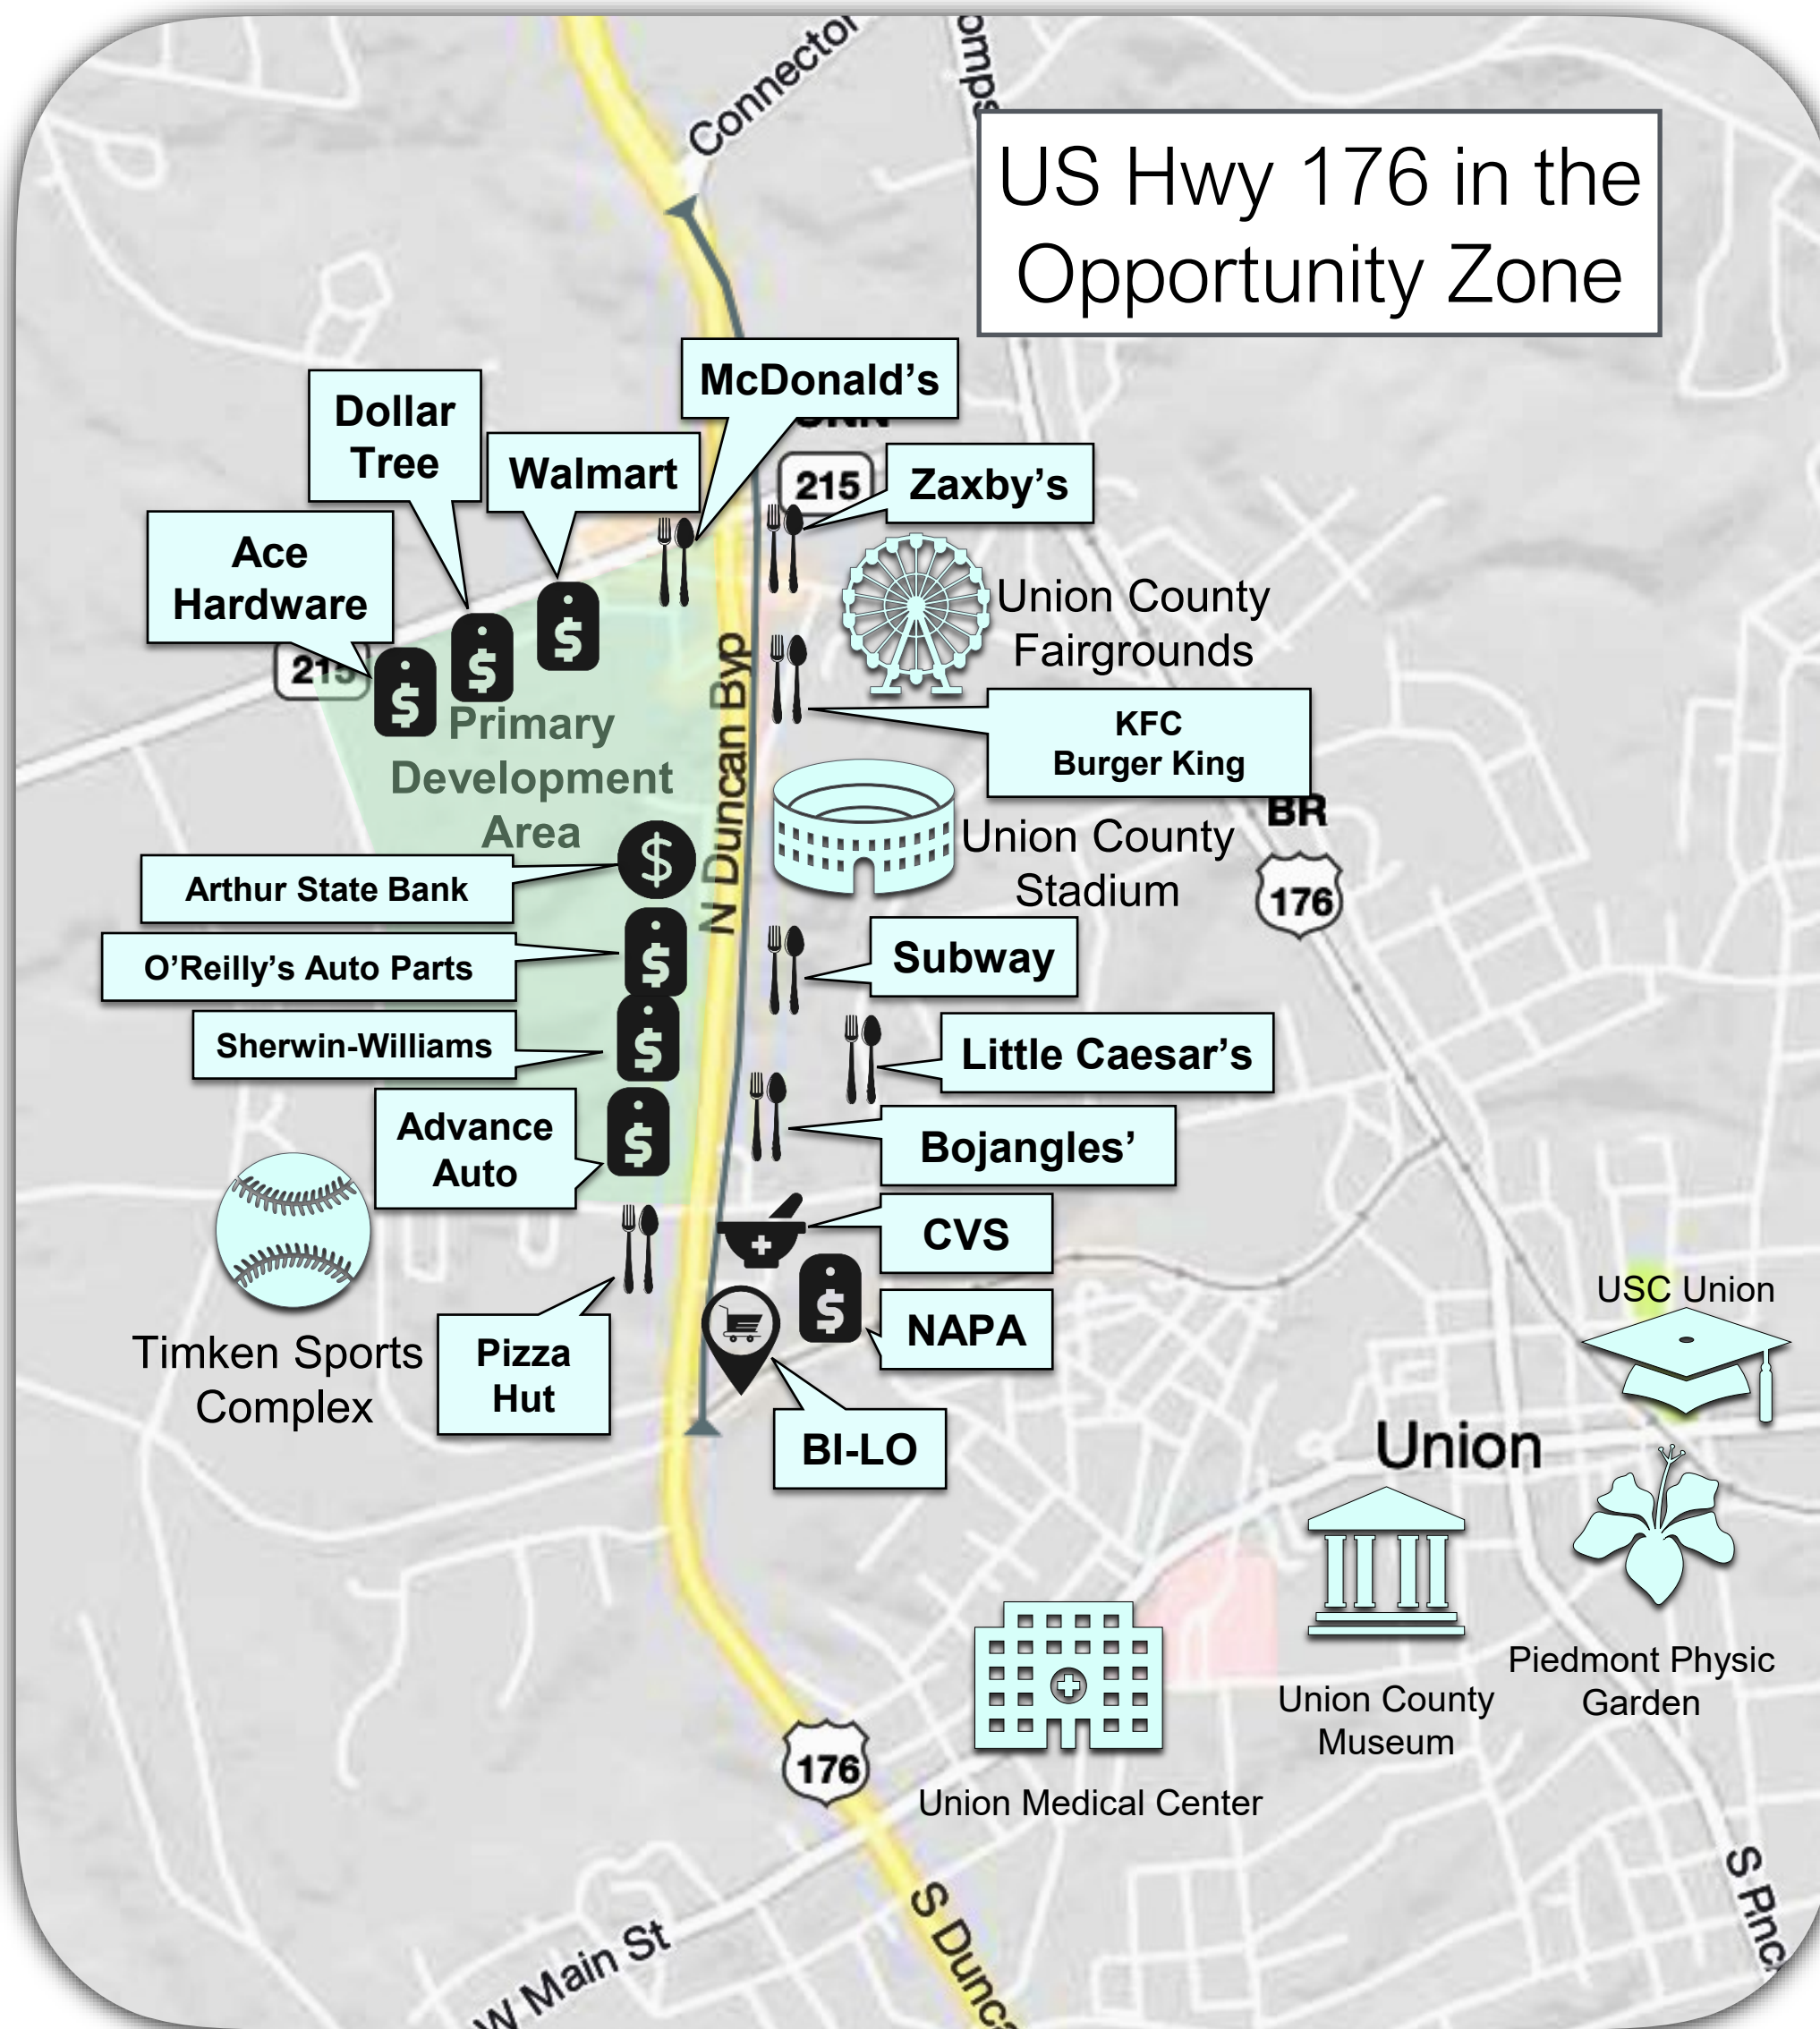 Connector
US Hwy 176 in the
Opportunity Zone
McDonald’s
Dollar
Tree
Walmart
215
Zaxby’s
Ace
Hardware
215
Union County
Fairgrounds
N Duncan Byp
Primary
Development
Area
KFC
Burger King
BR
176
Union County
Stadium
Arthur State Bank
O’Reilly’s Auto Parts
Subway
Sherwin-Williams
Little Caesar’s
Advance
Auto
Bojangles’
CVS
NAPA
Timken Sports
Complex
Pizza
Hut
BI-LO
USC Union
Union
Piedmont Physic
Garden
Union County
Museum
Union Medical Center
176
W Main St
S Dunca
S Pinc